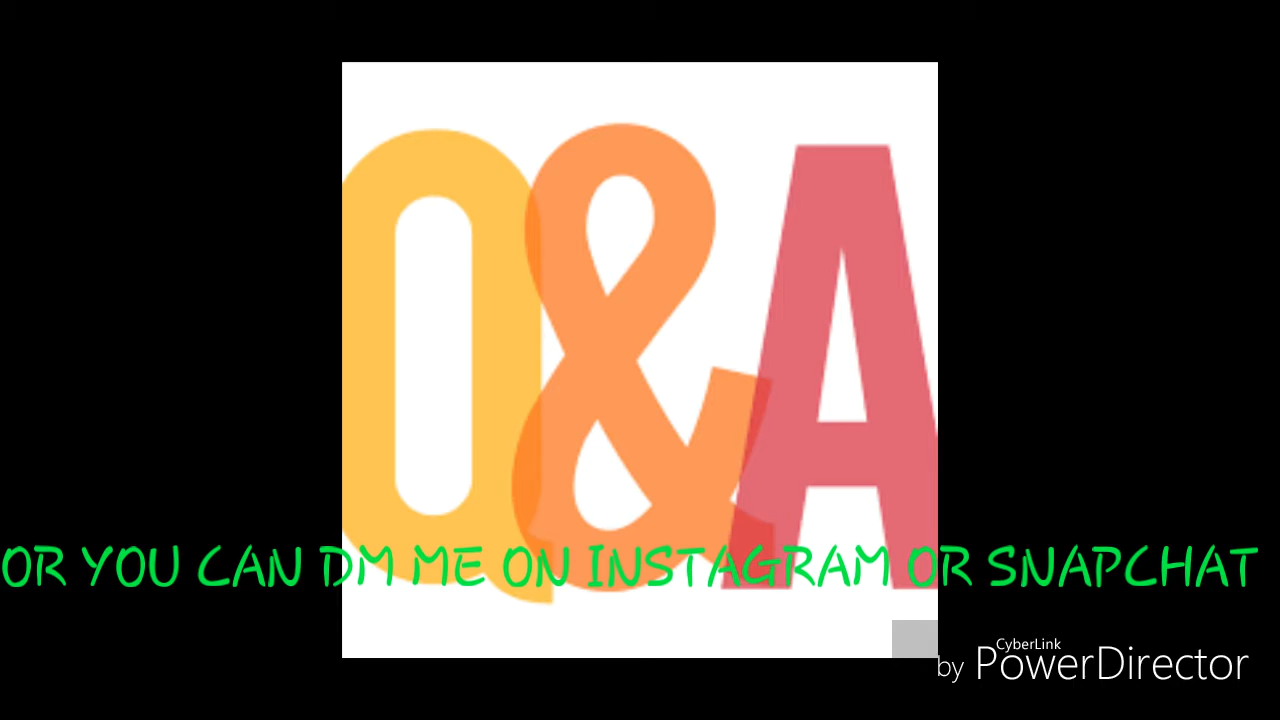 Q&A
OR YOU CAN DM ME ON INSTAGRAM OR SNAPCHAT
CyberLink
by PowerDirector